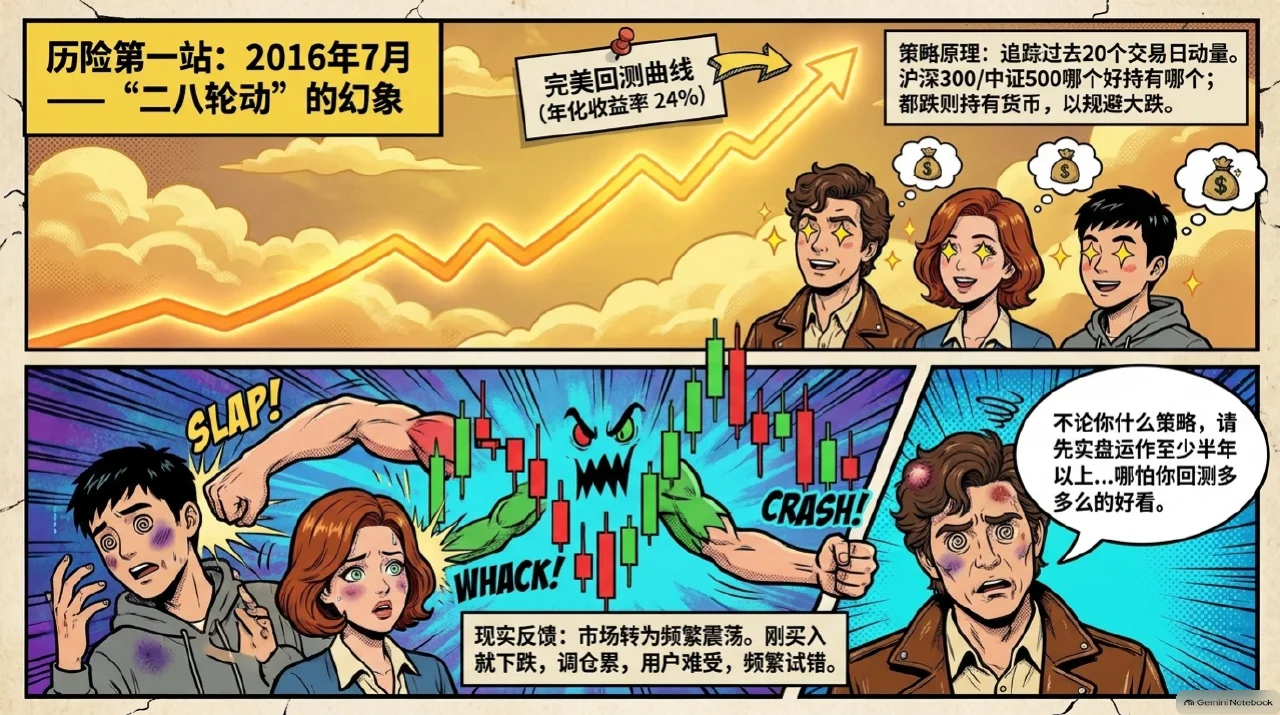 历险第一站：2016年7月
——“二八轮动”的幻象
完美回测曲线
（年化收益率 24%）
策略原理：追踪过去20个交易日动量。
沪深300/中证500哪个好持有哪个；
都跌则持有货币，以规避大跌。
$
$
$
SLAP!
WHACK!
CRASH!
现实反馈：市场转为频繁震荡。刚买入
就下跌，调仓累，用户难受，频繁试错。
不论你什么策略，请
先实盘运作至少半年
以上...哪怕你回测多
多么的好看。
Gemini Notebook